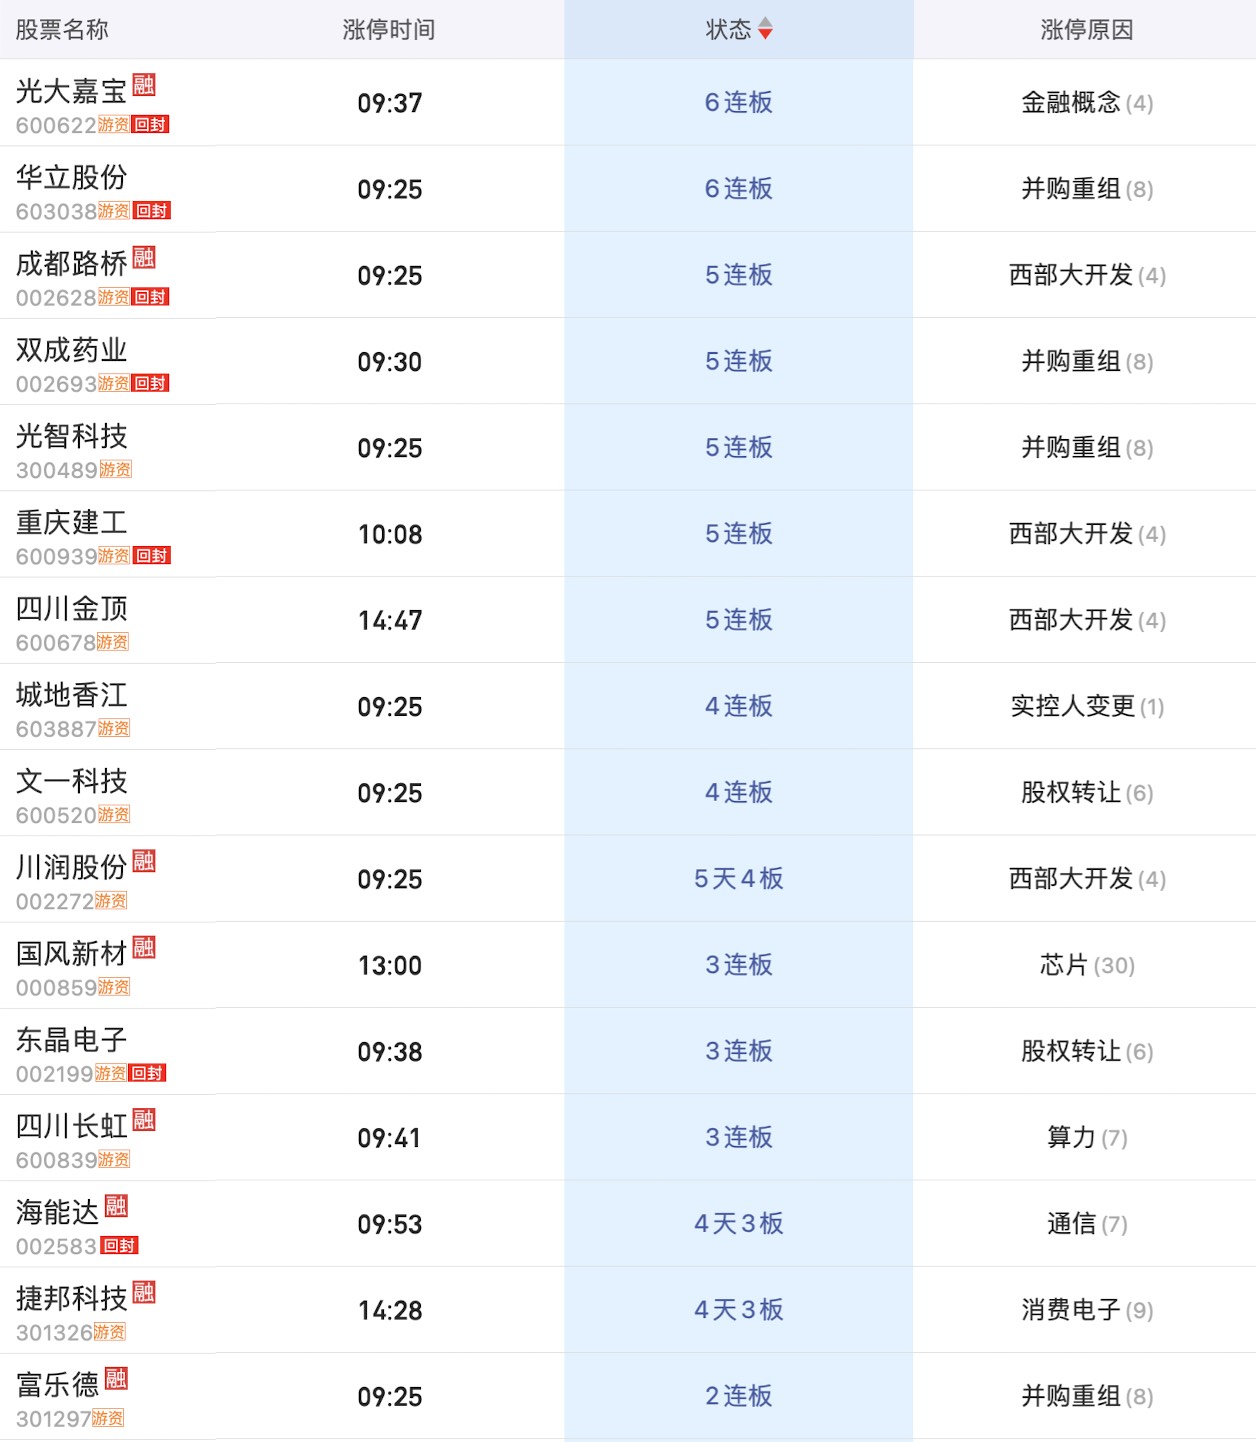 股票名称 涨停时间 状态 涨停原因
光大嘉宝 融 09:37 6连板 金融概念(4)
600622 游资 回封
华立股份 09:25 6连板 并购重组(8)
603038 游资 回封
成都路桥 融 09:25 5连板 西部大开发(4)
002628 游资 回封
双成药业 09:30 5连板 并购重组(8)
002693 游资 回封
光智科技 09:25 5连板 并购重组(8)
300489 游资
重庆建工 10:08 5连板 西部大开发(4)
600939 游资 回封
四川金顶 14:47 5连板 西部大开发(4)
600678 游资
城地香江 09:25 4连板 实控人变更(1)
603887 游资
文一科技 09:25 4连板 股权转让(6)
600520 游资
川润股份 融 09:25 5天4板 西部大开发(4)
002272 游资
国风新材 融 13:00 3连板 芯片(30)
000859 游资
东晶电子 09:38 3连板 股权转让(6)
002199 游资 回封
四川长虹 融 09:41 3连板 算力(7)
600839 游资
海能达 融 09:53 4天3板 通信(7)
002583 回封
捷邦科技 融 14:28 4天3板 消费电子(9)
301326 游资
富乐德 融 09:25 2连板 并购重组(8)
301297 游资